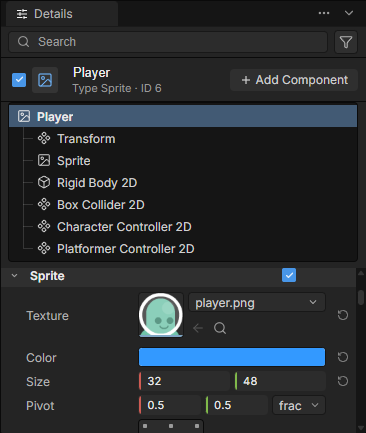 Details
Search
Player
Type Sprite · ID 6
+ Add Component
Player
Transform
Sprite
Rigid Body 2D
Box Collider 2D
Character Controller 2D
Platformer Controller 2D
Sprite
Texture
player.png
Color
Size 32 48
Pivot 0.5 0.5 frac